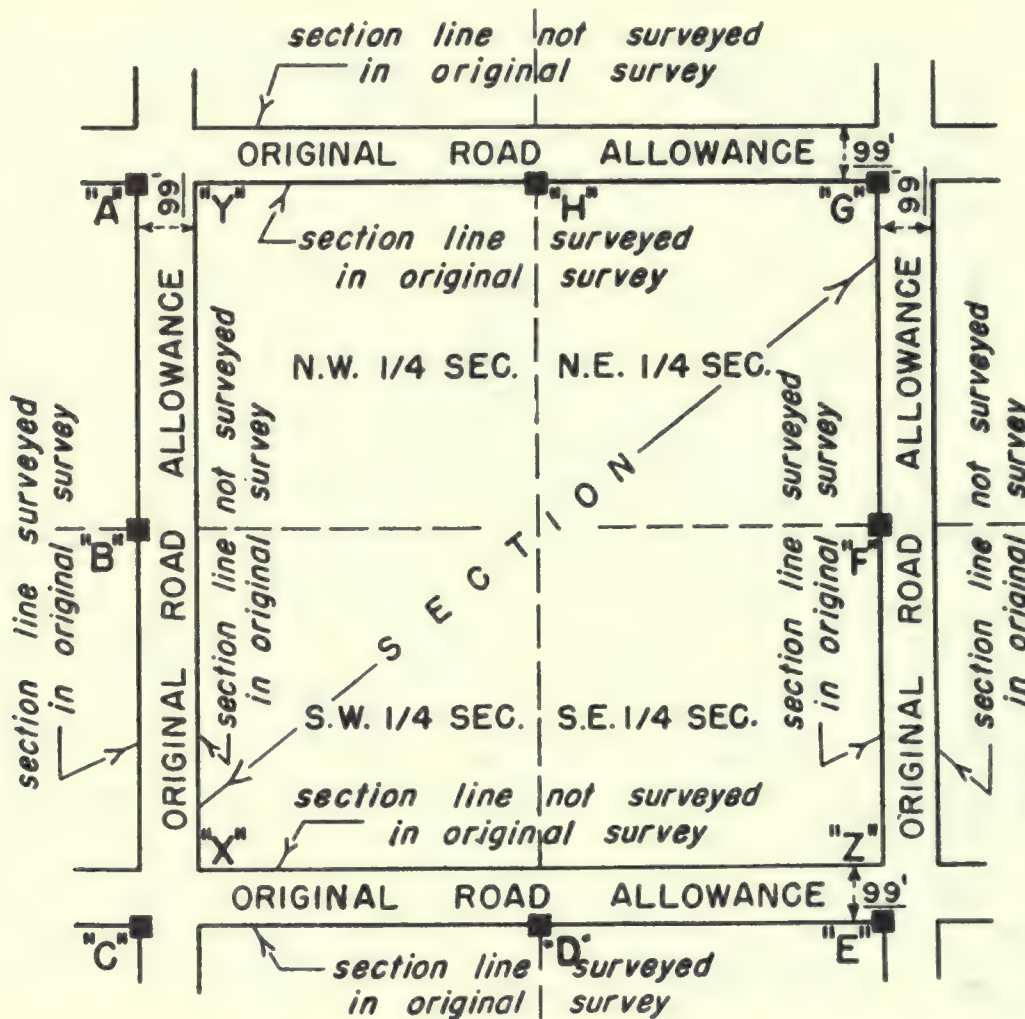 section line not surveyed
in original survey
ORIGINAL ROAD ALLOWANCE
99'
"A"
99'
"Y"
"H"
"G"
99'
section line surveyed
in original survey
ORIGINAL ROAD ALLOWANCE
section line not surveyed
in original survey
N.W. 1/4 SEC.
N.E. 1/4 SEC.
section line surveyed
in original survey
ORIGINAL ROAD ALLOWANCE
section line not surveyed
in original survey
section line surveyed
in original survey
"B"
SECTION
"F"
S.W. 1/4 SEC.
S.E. 1/4 SEC.
section line not surveyed
in original survey
"X"
"Z"
ORIGINAL ROAD ALLOWANCE
99'
"C"
"D"
"E"
section line surveyed
in original survey